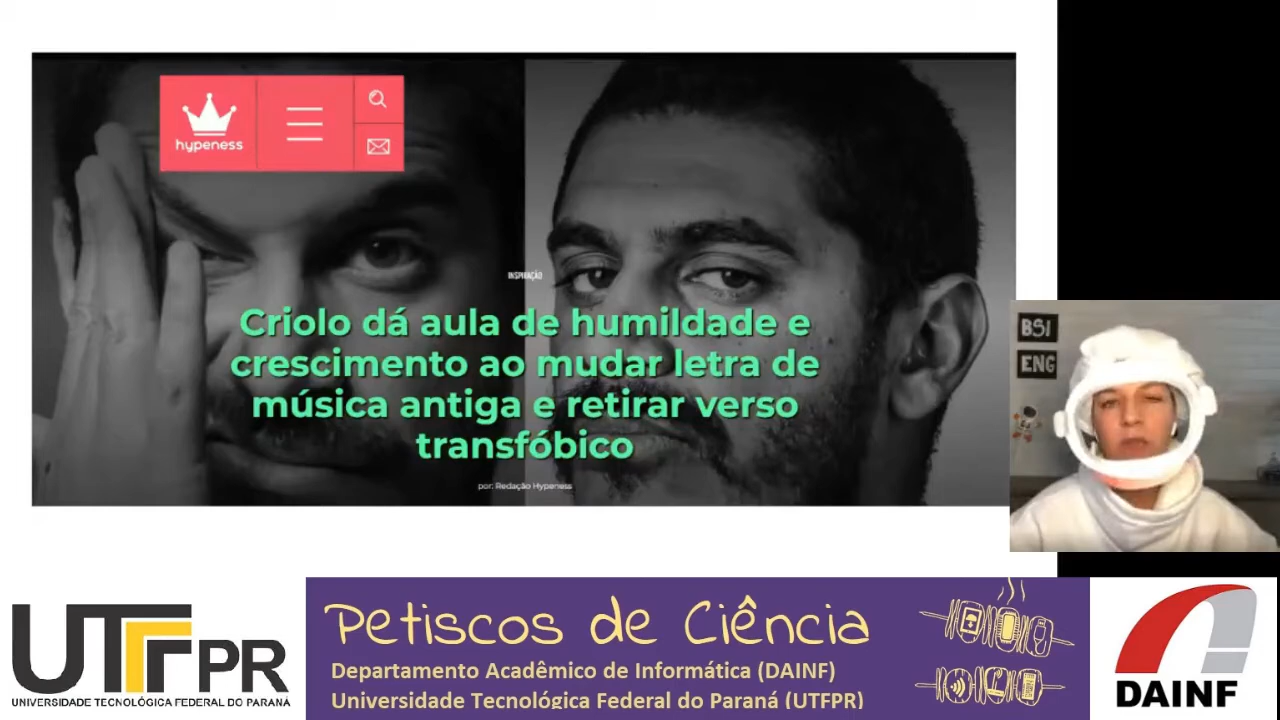 hypeness
INSPIRAÇÃO
Criolo dá aula de humildade e
crescimento ao mudar letra de
música antiga e retirar verso
transfóbico
por: Redação Hypeness
BSI
ENG
UTFPR
UNIVERSIDADE TECNOLÓGICA FEDERAL DO PARANÁ
Petiscos de Ciência
Departamento Acadêmico de Informática (DAINF)
Universidade Tecnológica Federal do Paraná (UTFPR)
DAINF